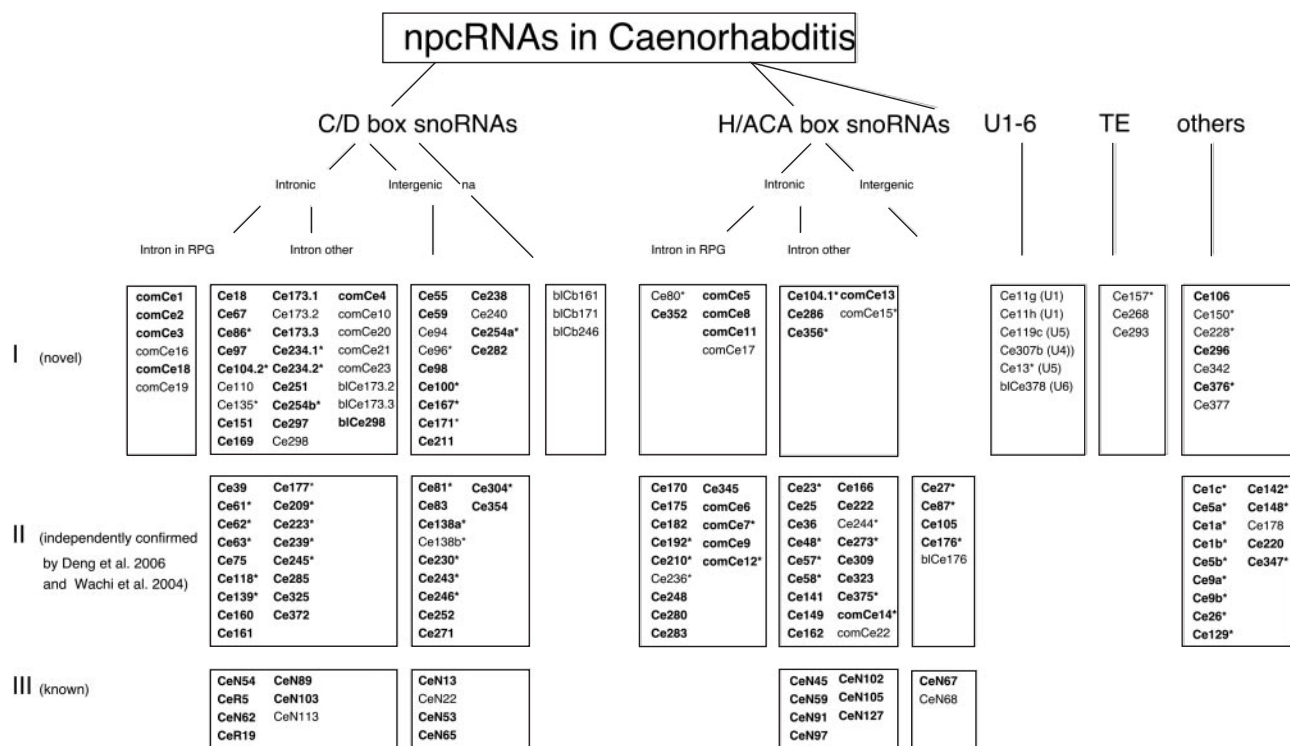 npcRNAs in Caenorhabditis
C/D box snoRNAs
H/ACA box snoRNAs
U1-6
TE
others
Intronic
Intergenic
na
Intronic
Intergenic
Intron in RPG
Intron other
Intron in RPG
Intron other
I (novel)
comCe1
comCe2
comCe3
comCe16
comCe18
comCe19
Ce18 Ce173.1 comCe4
Ce67 Ce173.2 comCe10
Ce86* Ce173.3 comCe20
Ce97 Ce234.1* comCe21
Ce104.2* Ce234.2* comCe23
Ce110 Ce251 blCe173.2
Ce135* Ce254b* blCe173.3
Ce151 Ce297 blCe298
Ce169 Ce298
Ce55 Ce238
Ce59 Ce240
Ce94 Ce254a*
Ce96* Ce282
Ce98
Ce100*
Ce167*
Ce171*
Ce211
blCb161
blCb171
blCb246
Ce80* comCe5
Ce352 comCe8
comCe11
comCe17
Ce104.1* comCe13
Ce286 comCe15*
Ce356*
Ce11g (U1)
Ce11h (U1)
Ce119c (U5)
Ce307b (U4))
Ce13* (U5)
blCe378 (U6)
Ce157*
Ce268
Ce293
Ce106
Ce150*
Ce228*
Ce296
Ce342
Ce376*
Ce377
II (independently confirmed
by Deng et al. 2006
and Wachi et al. 2004)
Ce39 Ce177*
Ce61* Ce209*
Ce62* Ce223*
Ce63* Ce239*
Ce75 Ce245*
Ce118* Ce285
Ce139* Ce325
Ce160 Ce372
Ce161
Ce81* Ce304*
Ce83 Ce354
Ce138a*
Ce138b*
Ce230*
Ce243*
Ce246*
Ce252
Ce271
Ce170 Ce345
Ce175 comCe6
Ce182 comCe7*
Ce192* comCe9
Ce210* comCe12*
Ce236*
Ce248
Ce280
Ce283
Ce23* Ce166
Ce25 Ce222
Ce36 Ce244*
Ce48* Ce273*
Ce57* Ce309
Ce58* Ce323
Ce141 Ce375*
Ce149 comCe14*
Ce162 comCe22
Ce27*
Ce87*
Ce105
Ce176*
blCe176
Ce1c* Ce142*
Ce5a* Ce148*
Ce1a* Ce178
Ce1b* Ce220
Ce5b* Ce347*
Ce9a*
Ce9b*
Ce26*
Ce129*
III (known)
CeN54 CeN89
CeR5 CeN103
CeN62 CeN113
CeR19
CeN13
CeN22
CeN53
CeN65
CeN45 CeN102
CeN59 CeN105
CeN91 CeN127
CeN97
CeN67
CeN68